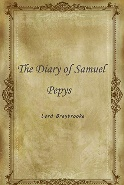 The Diary of Samuel
Pepys
Lord Braybrooke